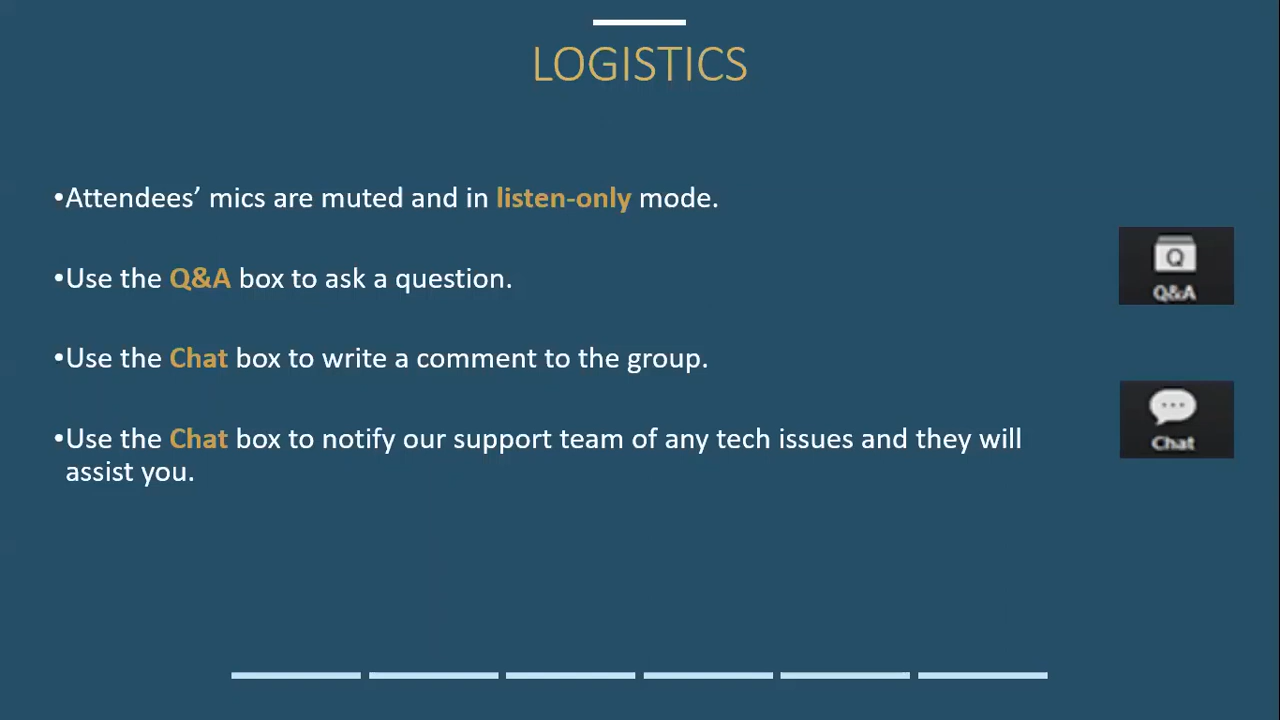 LOGISTICS
•Attendees’ mics are muted and in listen-only mode.
•Use the Q&A box to ask a question.
Q
Q&A
•Use the Chat box to write a comment to the group.
•Use the Chat box to notify our support team of any tech issues and they will
assist you.
Chat